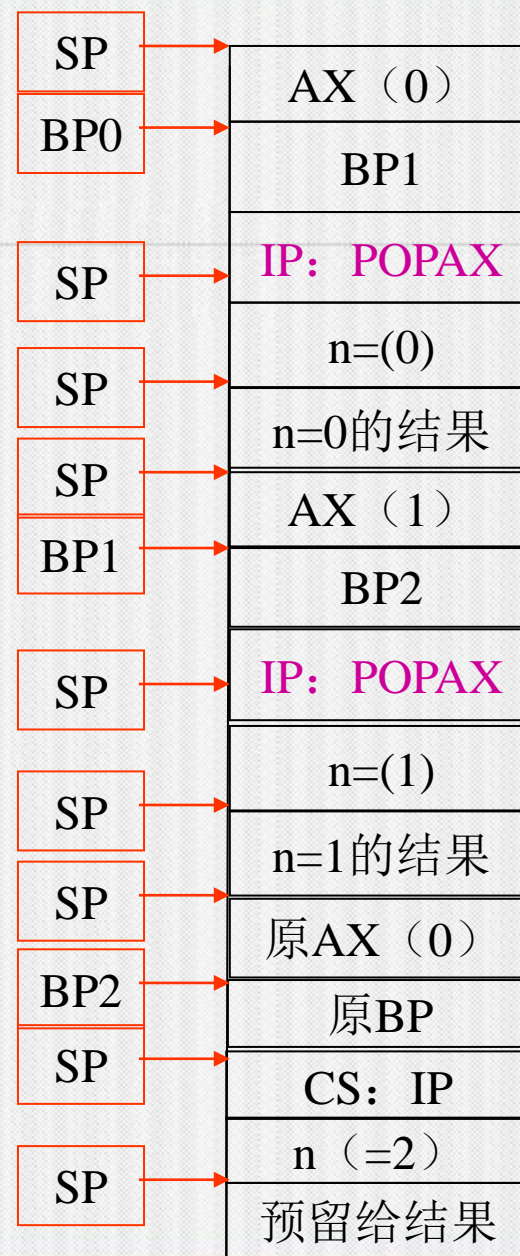 SP
AX（0）
BP0
BP1
IP：POPAX
SP
n=(0)
SP
n=0的结果
SP
AX（1）
BP1
BP2
IP：POPAX
SP
n=(1)
SP
n=1的结果
SP
原AX（0）
BP2
原BP
SP
CS：IP
n（=2）
SP
预留给结果